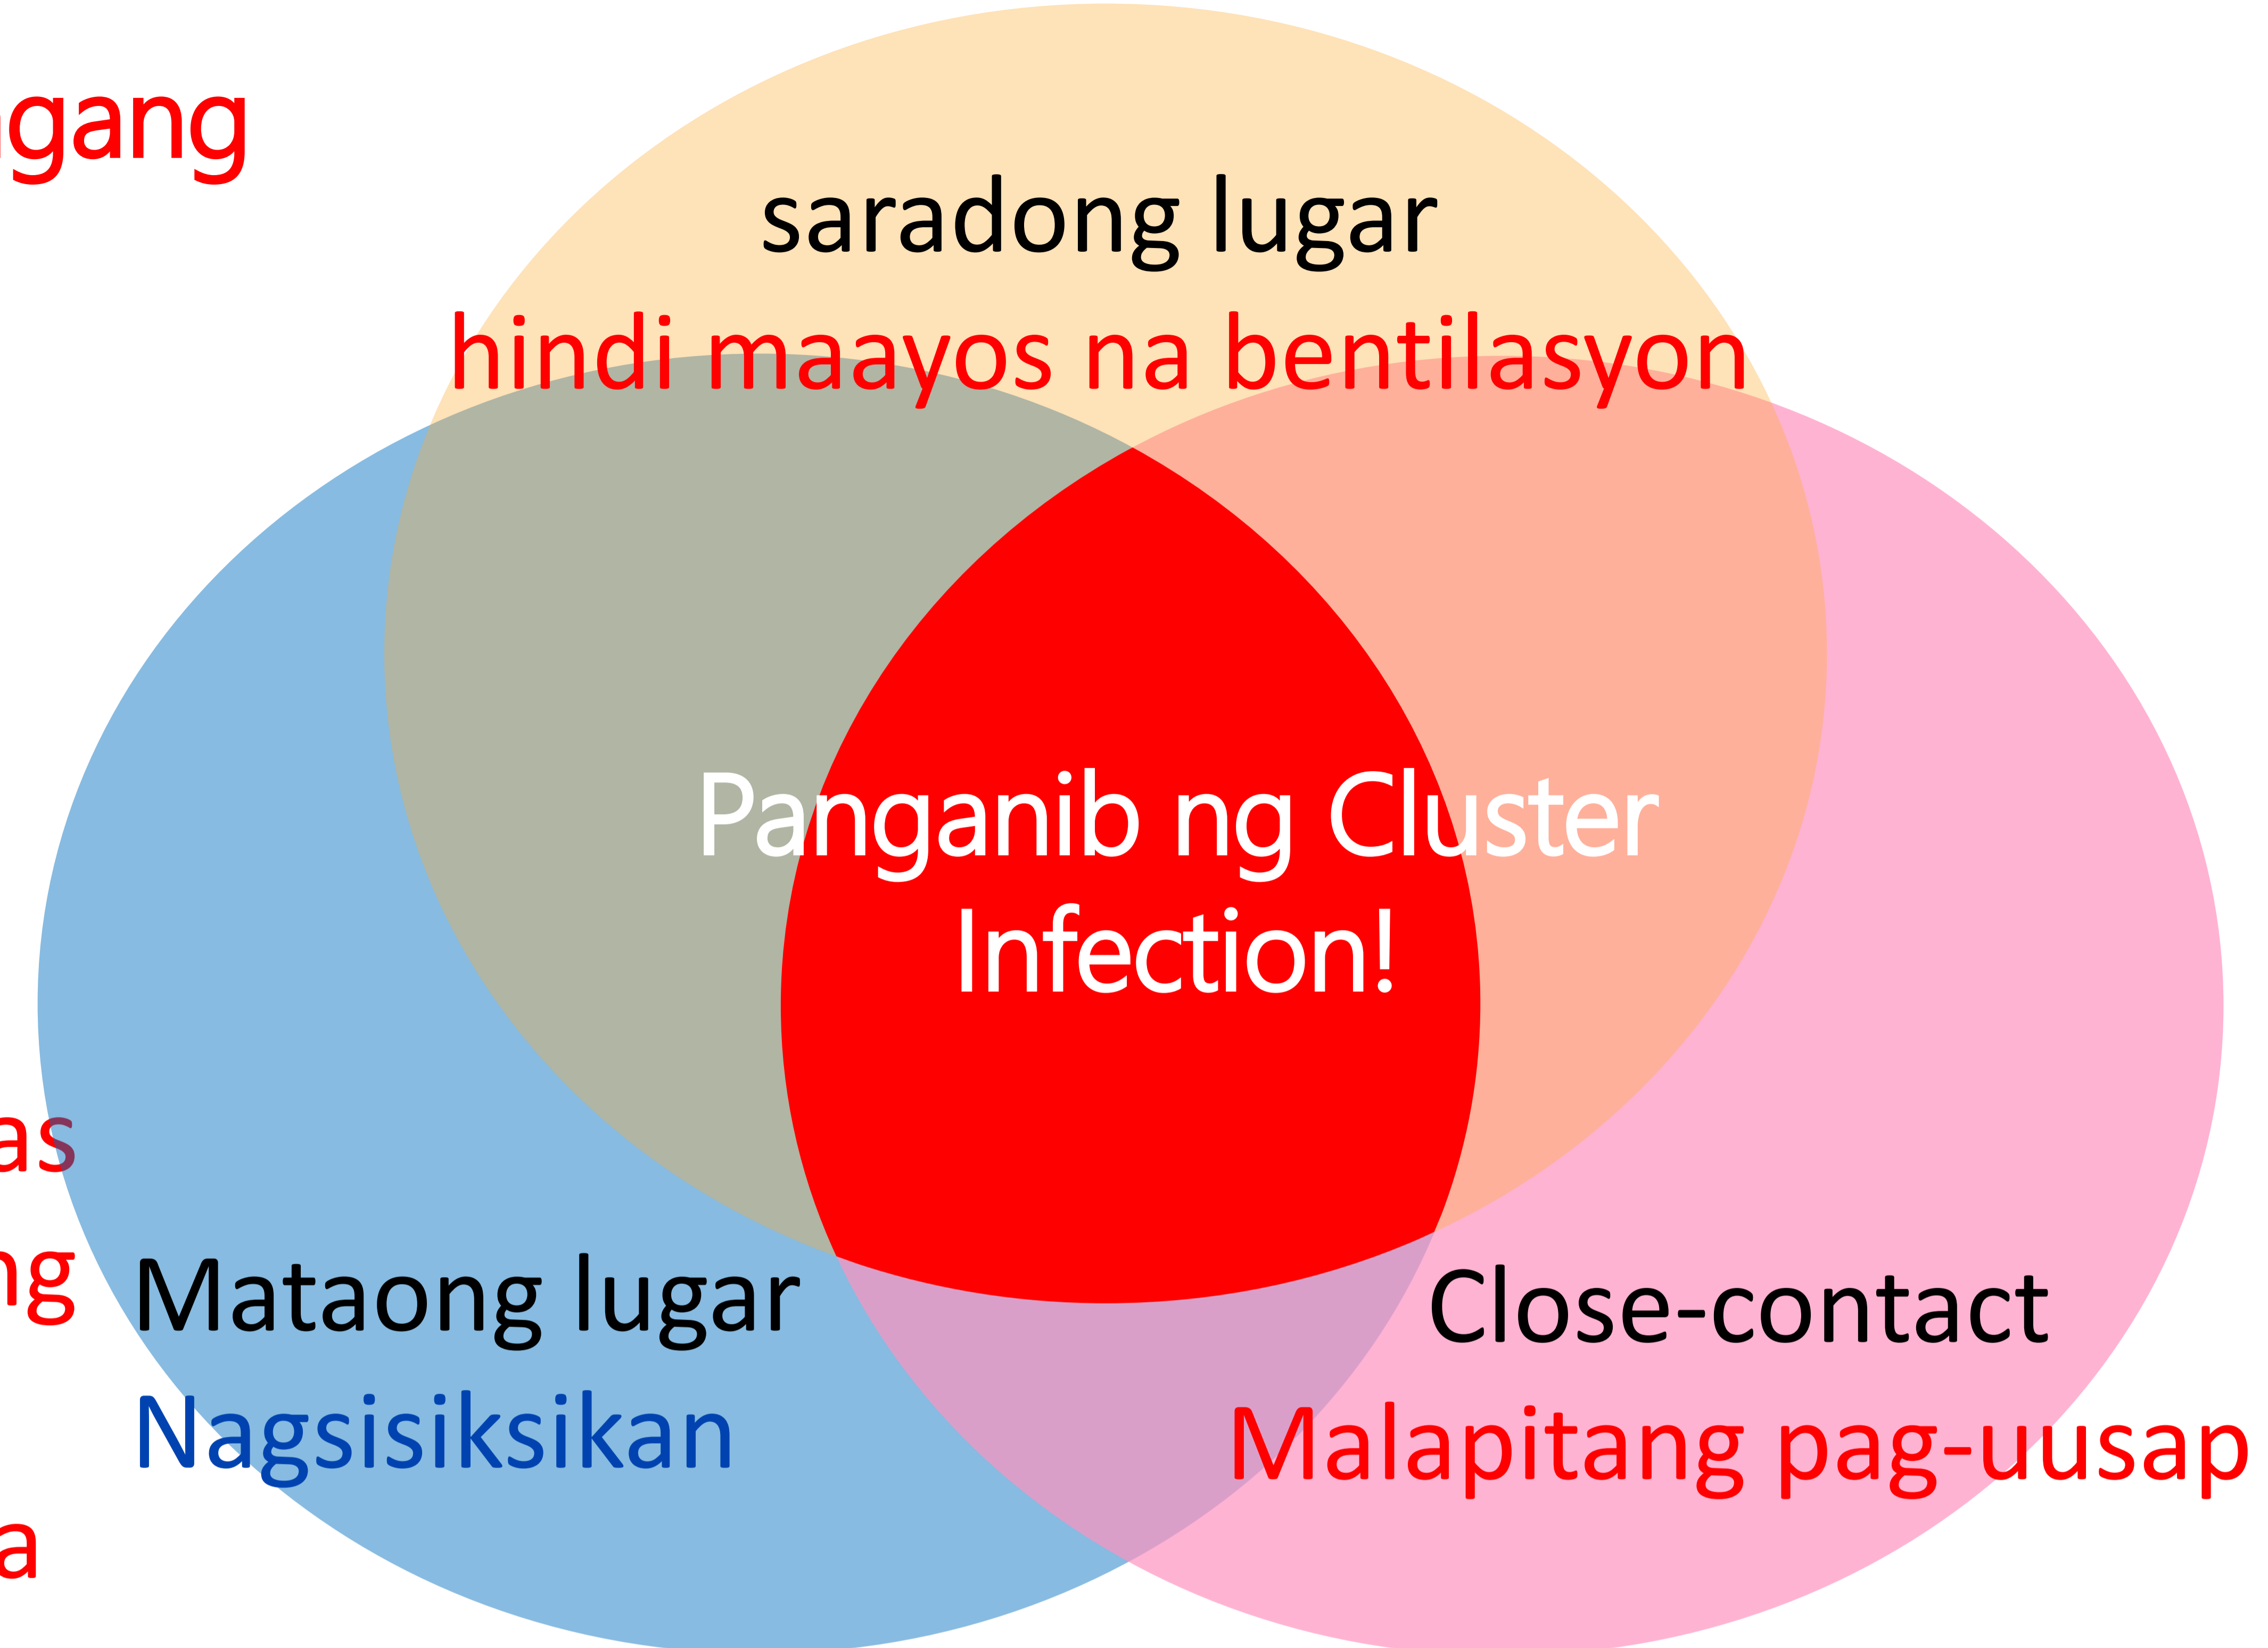 saradong lugar
hindi maayos na bentilasyon
Panganib ng Cluster
Infection!
Mataong lugar
Nagsisiksikan
Close-contact
Malapitang pag-uusap